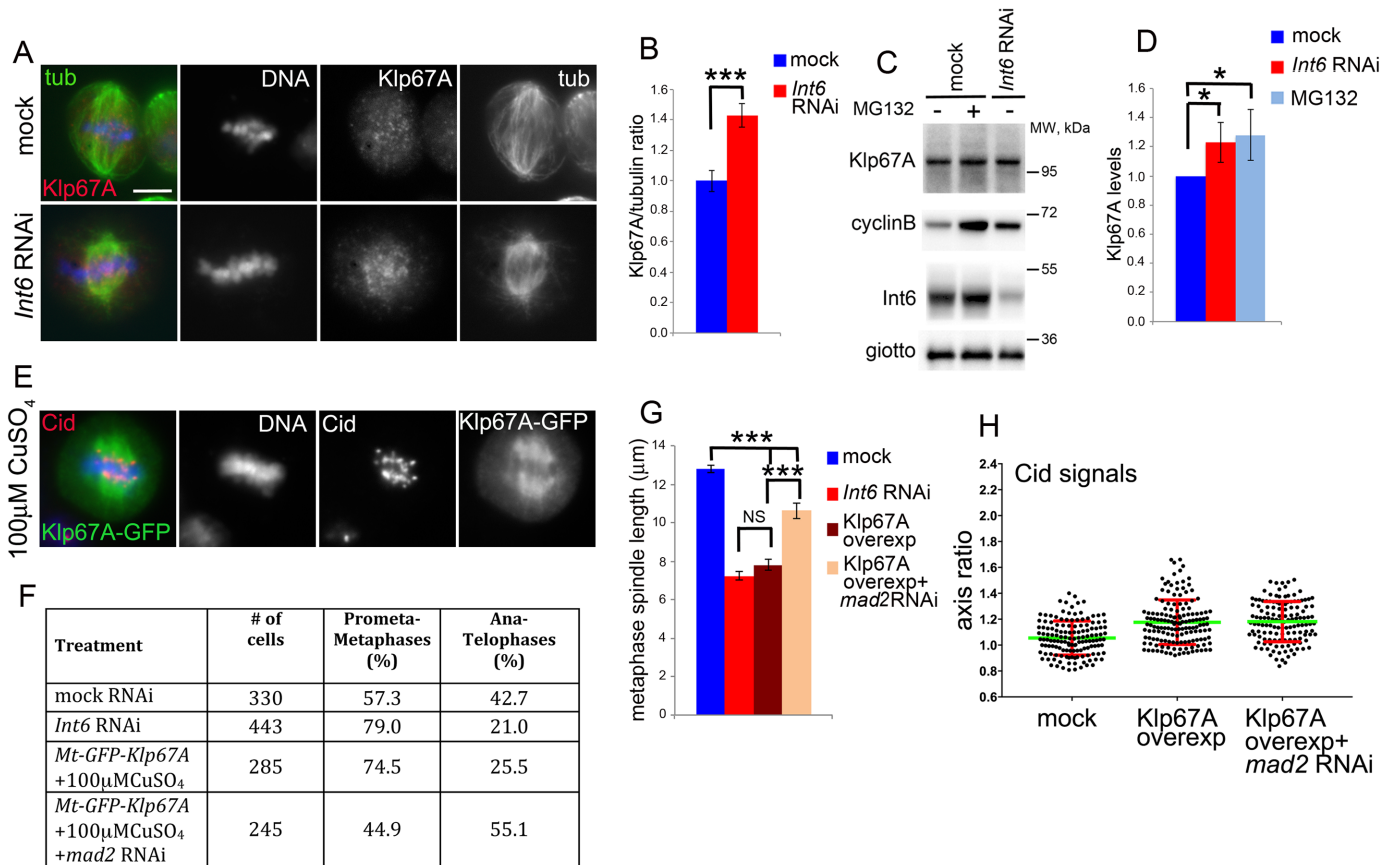 A
tub
DNA
Klp67A
tub
mock
Klp67A
Int6 RNAi
B
mock
Int6
RNAi
***
Klp67A/tubulin ratio
1.6
1.4
1.2
1.0
0.8
0.6
0.4
0.2
0.0
C
mock
Int6 RNAi
MG132 - + -
MW, kDa
Klp67A
95
72
cyclinB
55
Int6
36
giotto
D
mock
Int6 RNAi
MG132
*
*
Klp67A levels
1.6
1.4
1.2
1.0
0.8
0.6
0.4
0.2
0.0
E
100µM CuSO4
Cid
DNA
Cid
Klp67A-GFP
Klp67A-GFP
F
Treatment
# of
cells
Prometa-
Metaphases
(%)
Ana-
Telophases
(%)
mock RNAi 330 57.3 42.7
Int6 RNAi 443 79.0 21.0
Mt-GFP-Klp67A
+100µMCuSO4
285 74.5 25.5
Mt-GFP-Klp67A
+100µMCuSO4
+mad2 RNAi
245 44.9 55.1
G
metaphase spindle length (µm)
14
12
10
8
6
4
2
0
***
***
NS
mock
Int6 RNAi
Klp67A
overexp
Klp67A
overexp+
mad2RNAi
H
Cid signals
axis ratio
2.4
2.2
2.0
1.8
1.6
1.4
1.2
1.0
0.8
0.6
mock
Klp67A
overexp
Klp67A
overexp+
mad2 RNAi